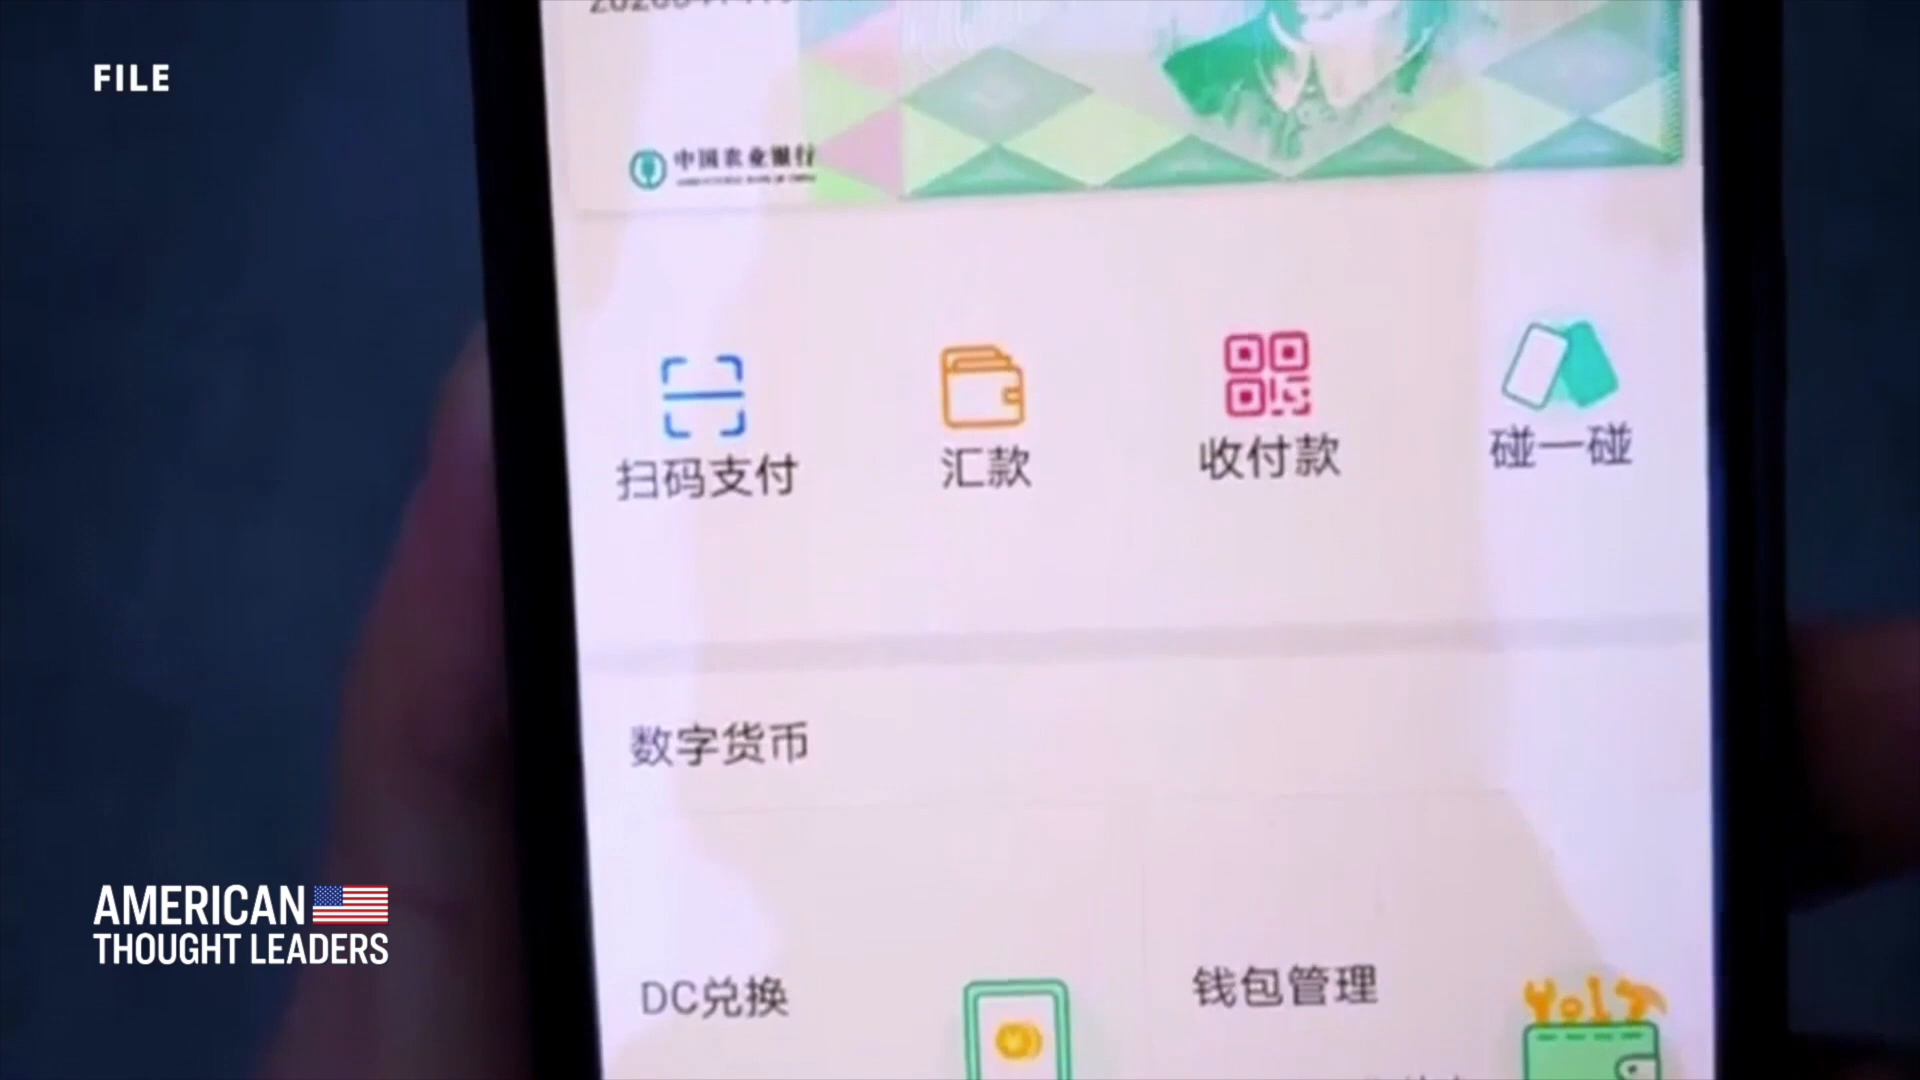 FILE
中国农业银行
扫码支付
汇款
收付款
碰一碰
数字货币
DC兑换
钱包管理
AMERICAN
THOUGHT LEADERS